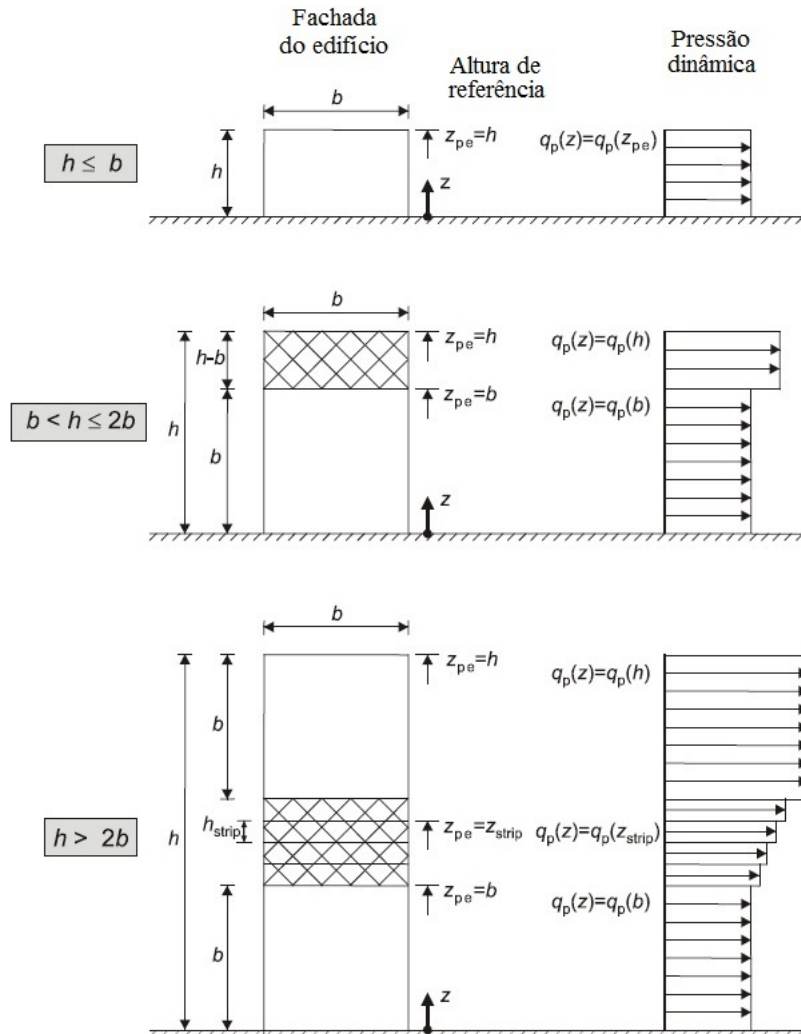 Fachada
do edifício
Altura de
referência
Pressão
dinâmica
b
h ≤ b
h
z_pe=h
z
q_p(z)=q_p(z_pe)
b
b < h ≤ 2b
h
h-b
b
z_pe=h
z_pe=b
z
q_p(z)=q_p(h)
q_p(z)=q_p(b)
b
h > 2b
h
b
h_strip
b
z_pe=h
z_pe=z_strip
z_pe=b
z
q_p(z)=q_p(h)
q_p(z)=q_p(z_strip)
q_p(z)=q_p(b)